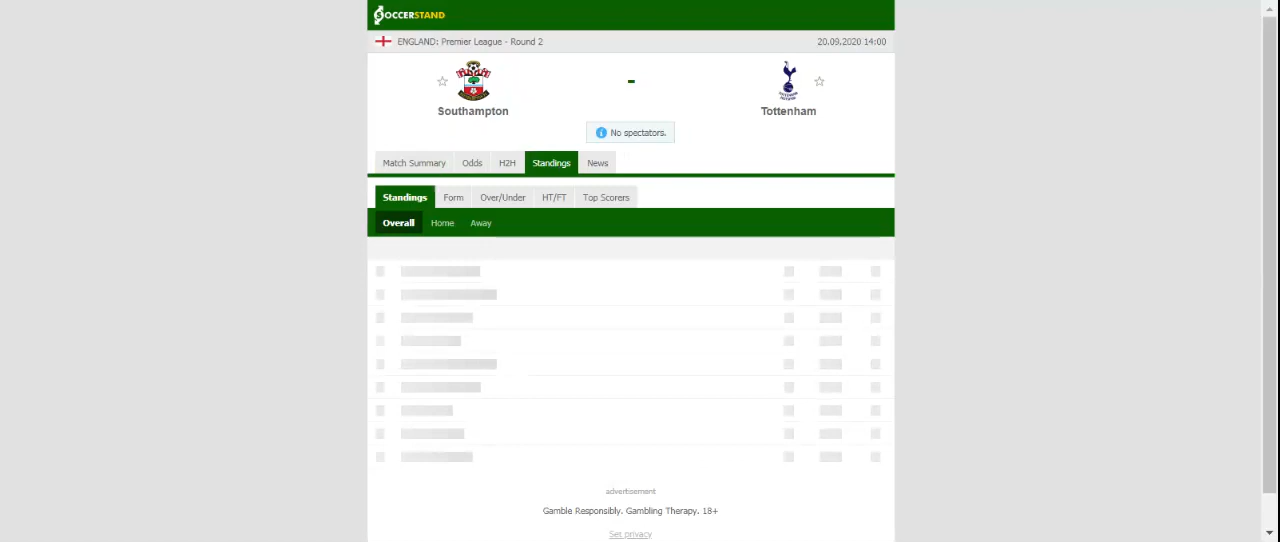 SOCCERSTAND
ENGLAND: Premier League - Round 2 20.09.2020 14:00
-
Southampton Tottenham
No spectators.
Match Summary Odds H2H Standings News
Standings Form Over/Under HT/FT Top Scorers
Overall Home Away
advertisement
Gamble Responsibly. Gambling Therapy. 18+
Set privacy